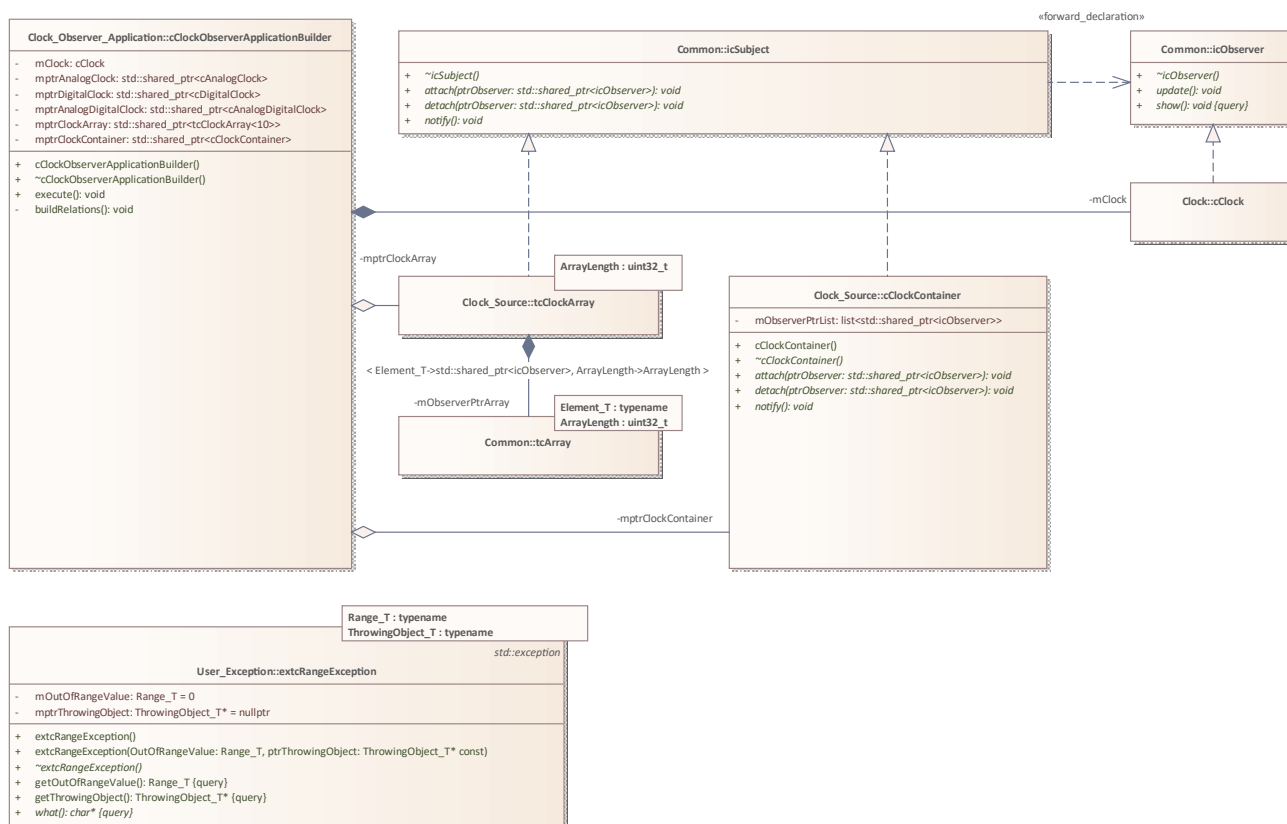 Clock_Observer_Application::cClockObserverApplicationBuilder
- mClock: cClock
- mptrAnalogClock: std::shared_ptr<cAnalogClock>
- mptrDigitalClock: std::shared_ptr<cDigitalClock>
- mptrAnalogDigitalClock: std::shared_ptr<cAnalogDigitalClock>
- mptrClockArray: std::shared_ptr<tcClockArray<10>>
- mptrClockContainer: std::shared_ptr<cClockContainer>
+ cClockObserverApplicationBuilder()
+ ~cClockObserverApplicationBuilder()
+ execute(): void
- buildRelations(): void
Common::icSubject
+ ~icSubject()
+ attach(ptrObserver: std::shared_ptr<icObserver>): void
+ detach(ptrObserver: std::shared_ptr<icObserver>): void
+ notify(): void
«forward_declaration»
Common::icObserver
+ ~icObserver()
+ update(): void
+ show(): void {query}
-mClock
Clock::cClock
-mptrClockArray
ArrayLength : uint32_t
Clock_Source::tcClockArray
< Element_T->std::shared_ptr<icObserver>, ArrayLength->ArrayLength >
-mObserverPtrArray
Element_T : typename
ArrayLength : uint32_t
Common::tcArray
Clock_Source::cClockContainer
- mObserverPtrList: list<std::shared_ptr<icObserver>>
+ cClockContainer()
+ ~cClockContainer()
+ attach(ptrObserver: std::shared_ptr<icObserver>): void
+ detach(ptrObserver: std::shared_ptr<icObserver>): void
+ notify(): void
-mptrClockContainer
Range_T : typename
ThrowingObject_T : typename
std::exception
User_Exception::extcRangeException
- mOutOfRangeValue: Range_T = 0
- mptrThrowingObject: ThrowingObject_T* = nullptr
+ extcRangeException()
+ extcRangeException(OutOfRangeValue: Range_T, ptrThrowingObject: ThrowingObject_T* const)
+ ~extcRangeException()
+ getOutOfRangeValue(): Range_T {query}
+ getThrowingObject(): ThrowingObject_T* {query}
+ what(): char* {query}